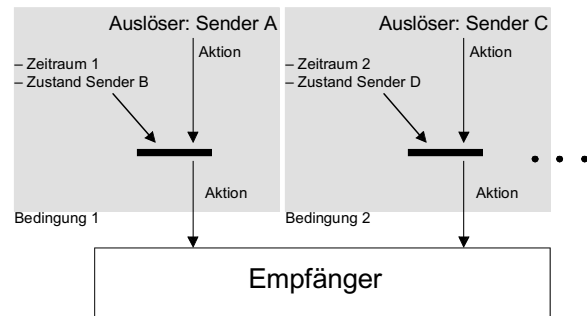 Auslöser: Sender A
Aktion
– Zeitraum 1
– Zustand Sender B
Aktion
Bedingung 1
Auslöser: Sender C
Aktion
– Zeitraum 2
– Zustand Sender D
Aktion
Bedingung 2
Empfänger